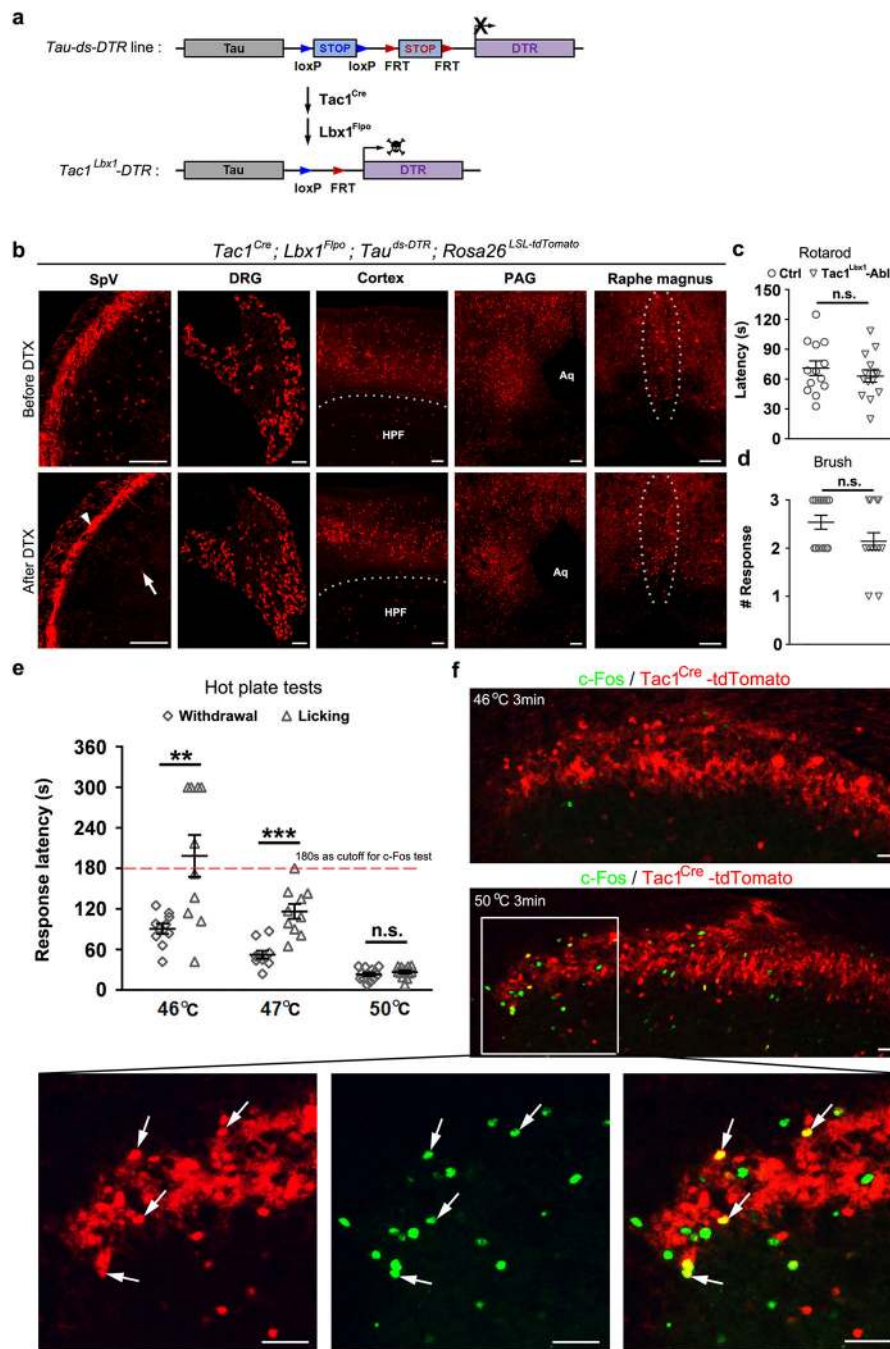 a
Tau-ds-DTR line :
Tau
STOP
STOP
X
DTR
loxP
loxP
FRT
FRT
Tac1Cre
Lbx1Flpo
Tac1Lbx1-DTR :
Tau
DTR
loxP
FRT
b
Tac1Cre ; Lbx1Flpo ; Tauds-DTR ; Rosa26LSL-tdTomato
SpV
DRG
Cortex
PAG
Raphe magnus
Before DTX
HPF
Aq
After DTX
HPF
Aq
c
Rotarod
Ctrl
Tac1Lbx1-Abl
n.s.
Latency (s)
150
120
90
60
30
0
d
Brush
n.s.
# Response
3
2
1
0
e
Hot plate tests
Withdrawal
Licking
Response latency (s)
360
300
240
180
120
60
0
**
***
n.s.
180s as cutoff for c-Fos test
46°C
47°C
50°C
f
c-Fos / Tac1Cre -tdTomato
46°C 3min
c-Fos / Tac1Cre -tdTomato
50°C 3min